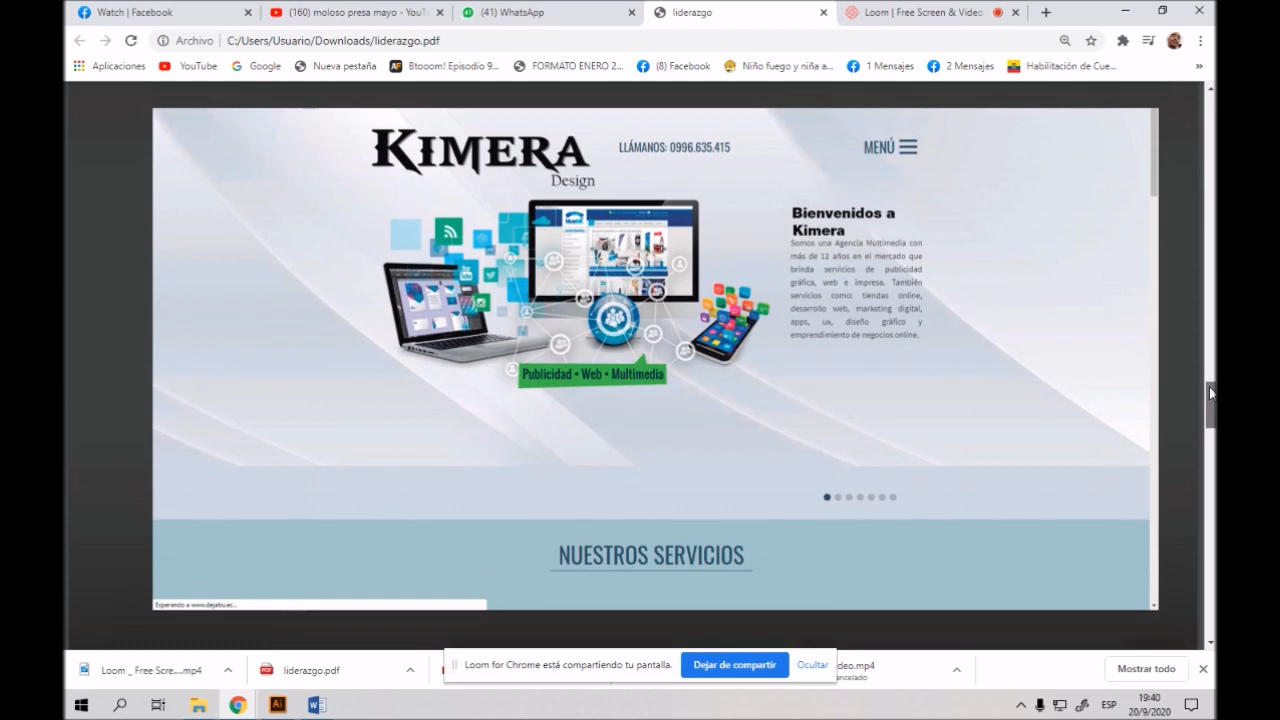 Watch | Facebook
(160) moloso presa mayo - YouT
(41) WhatsApp
liderazgo
Loom | Free Screen & Video
Archivo
C:/Users/Usuario/Downloads/liderazgo.pdf
Aplicaciones
YouTube
Google
Nueva pestaña
Btooom! Episodio 9...
FORMATO ENERO 2...
(8) Facebook
Niño fuego y niña a...
1 Mensajes
2 Mensajes
Habilitación de Cue...
»
KIMERA
Design
LLÁMANOS: 0996.635.415
MENÚ
Bienvenidos a
Kimera
Somos una Agencia Multimedia con
más de 12 años en el mercado que
brinda servicios de publicidad
gráfica, web e impresa. También
servicios como: tiendas online,
desarrollo web, marketing digital,
apps, ux, diseño gráfico y
emprendimiento de negocios online.
Publicidad • Web • Multimedia
NUESTROS SERVICIOS
Esperando a www.dejabu.ec...
Loom _ Free Scre....mp4
liderazgo.pdf
Loom for Chrome está compartiendo tu pantalla.
Dejar de compartir
Ocultar
deo.mp4
ancelado
Mostrar todo
ESP
19:40
20/9/2020